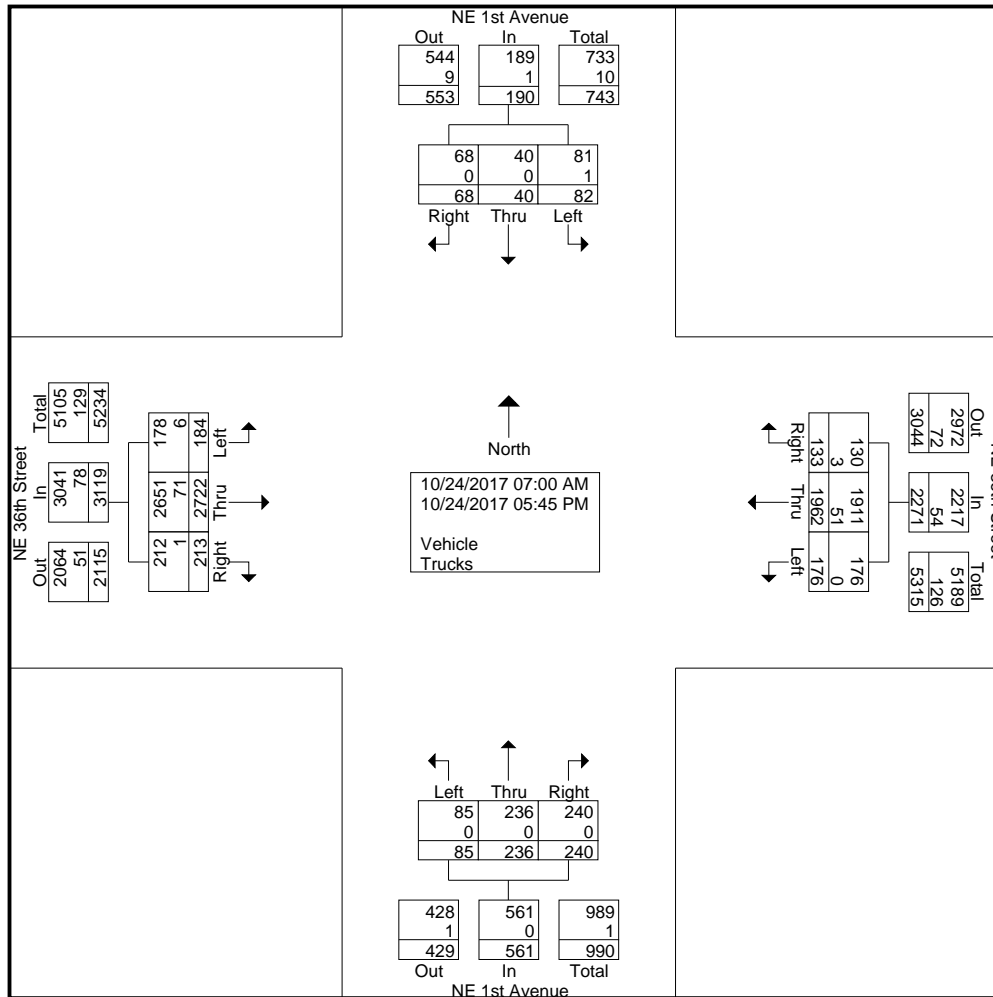 NE 1st Avenue
Out In Total
544 189 733
9 1 10
553 190 743
68 40 81
0 0 1
68 40 82
Right Thru Left
NE 36th Street
Total In Out
5105 3041 2064
129 78 51
5234 3119 2115
178 2651 212
6 71 1
184 2722 213
Left Thru Right
North
10/24/2017 07:00 AM
10/24/2017 05:45 PM
Vehicle
Trucks
Right Thru Left
133 1962 176
3 51 0
130 1911 176
Out In Total
2972 2217 5189
72 54 126
3044 2271 5315
Left Thru Right
85 236 240
0 0 0
85 236 240
428 561 989
1 0 1
429 561 990
Out In Total
NE 1st Avenue